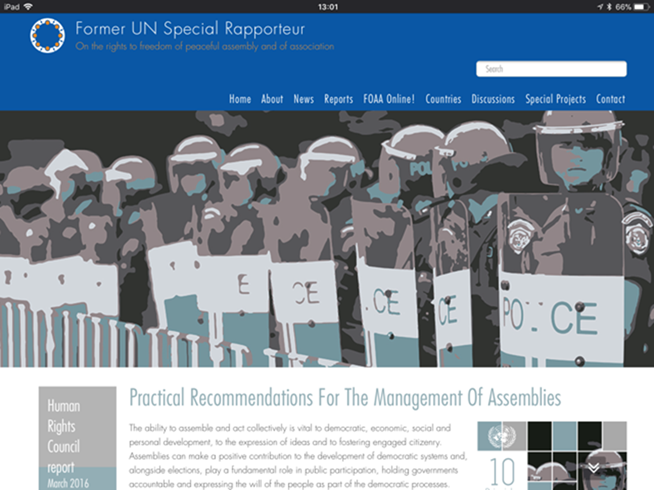 iPad 13:01 66%
Former UN Special Rapporteur
On the rights to freedom of peaceful assembly and of association
Search
Home About News Reports FOAA Online! Countries Discussions Special Projects Contact
POLICE
Human
Rights
Council
report
March 2016
Practical Recommendations For The Management Of Assemblies
The ability to assemble and act collectively is vital to democratic, economic, social and
personal development, to the expression of ideas and to fostering engaged citizenry.
Assemblies can make a positive contribution to the development of democratic systems and,
alongside elections, play a fundamental role in public participation, holding governments
accountable and expressing the will of the people as part of the democratic processes.
10